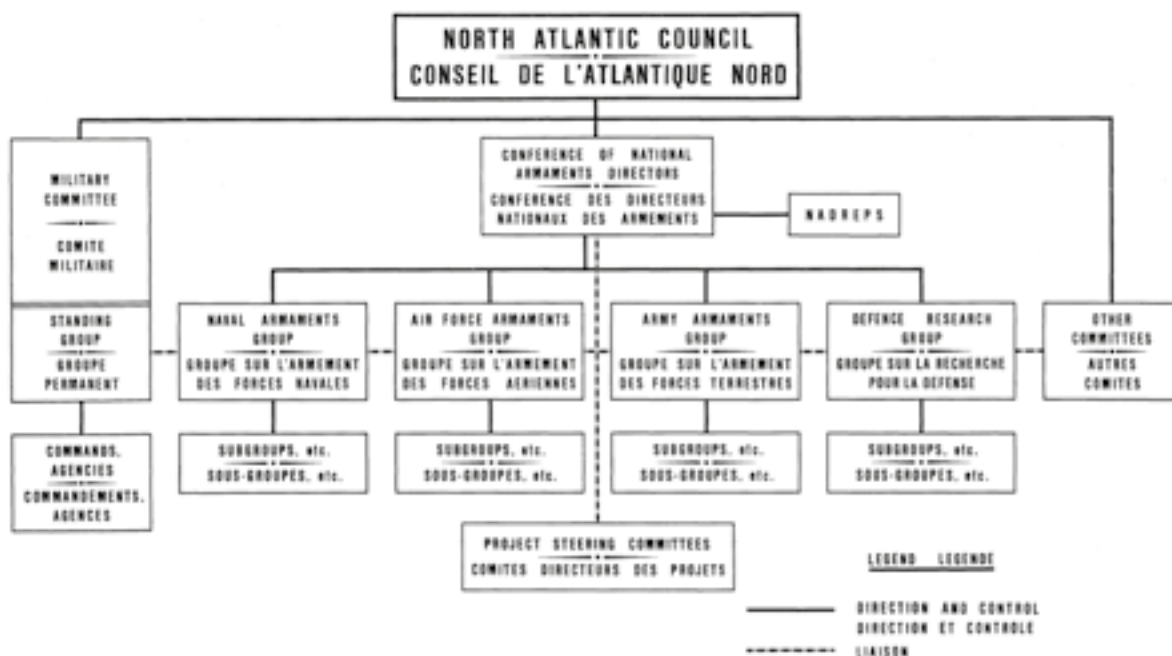 NORTH ATLANTIC COUNCIL
CONSEIL DE L'ATLANTIQUE NORD
MILITARY
COMMITTEE
COMITE
MILITAIRE
CONFERENCE OF NATIONAL
ARMAMENTS DIRECTORS
CONFERENCE DES DIRECTEURS
NATIONAUX DES ARMEMENTS
NADREPS
STANDING
GROUP
GROUPE
PERMANENT
NAVAL ARMAMENTS
GROUP
GROUPE SUR L'ARMEMENT
DES FORCES NAVALES
AIR FORCE ARMAMENTS
GROUP
GROUPE SUR L'ARMEMENT
DES FORCES AERIENNES
ARMY ARMAMENTS
GROUP
GROUPE SUR L'ARMEMENT
DES FORCES TERRESTRES
DEFENCE RESEARCH
GROUP
GROUPE SUR LA RECHERCHE
POUR LA DÉFENSE
OTHER
COMMITTEES
AUTRES
COMITES
COMMANDS,
AGENCIES
COMMANDEMENTS,
AGENCES
SUBGROUPS, etc.
SOUS-GROUPES, etc.
SUBGROUPS, etc.
SOUS-GROUPES, etc.
SUBGROUPS, etc.
SOUS-GROUPES, etc.
SUBGROUPS, etc.
SOUS-GROUPES, etc.
PROJECT STEERING COMMITTEES
COMITES DIRECTEURS DES PROJETS
LEGEND LEGENDE
DIRECTION AND CONTROL
DIRECTION ET CONTROLE
LIAISON